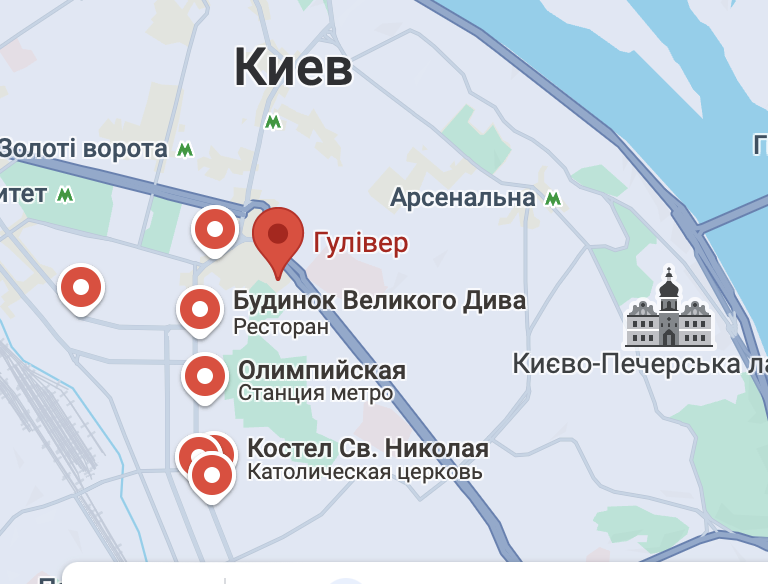 Киев
Золоті ворота
итет
Арсенальна
Гулівер
Будинок Великого Дива
Ресторан
Києво-Печерська ла
Олимпийская
Станция метро
Костел Св. Николая
Католическая церковь